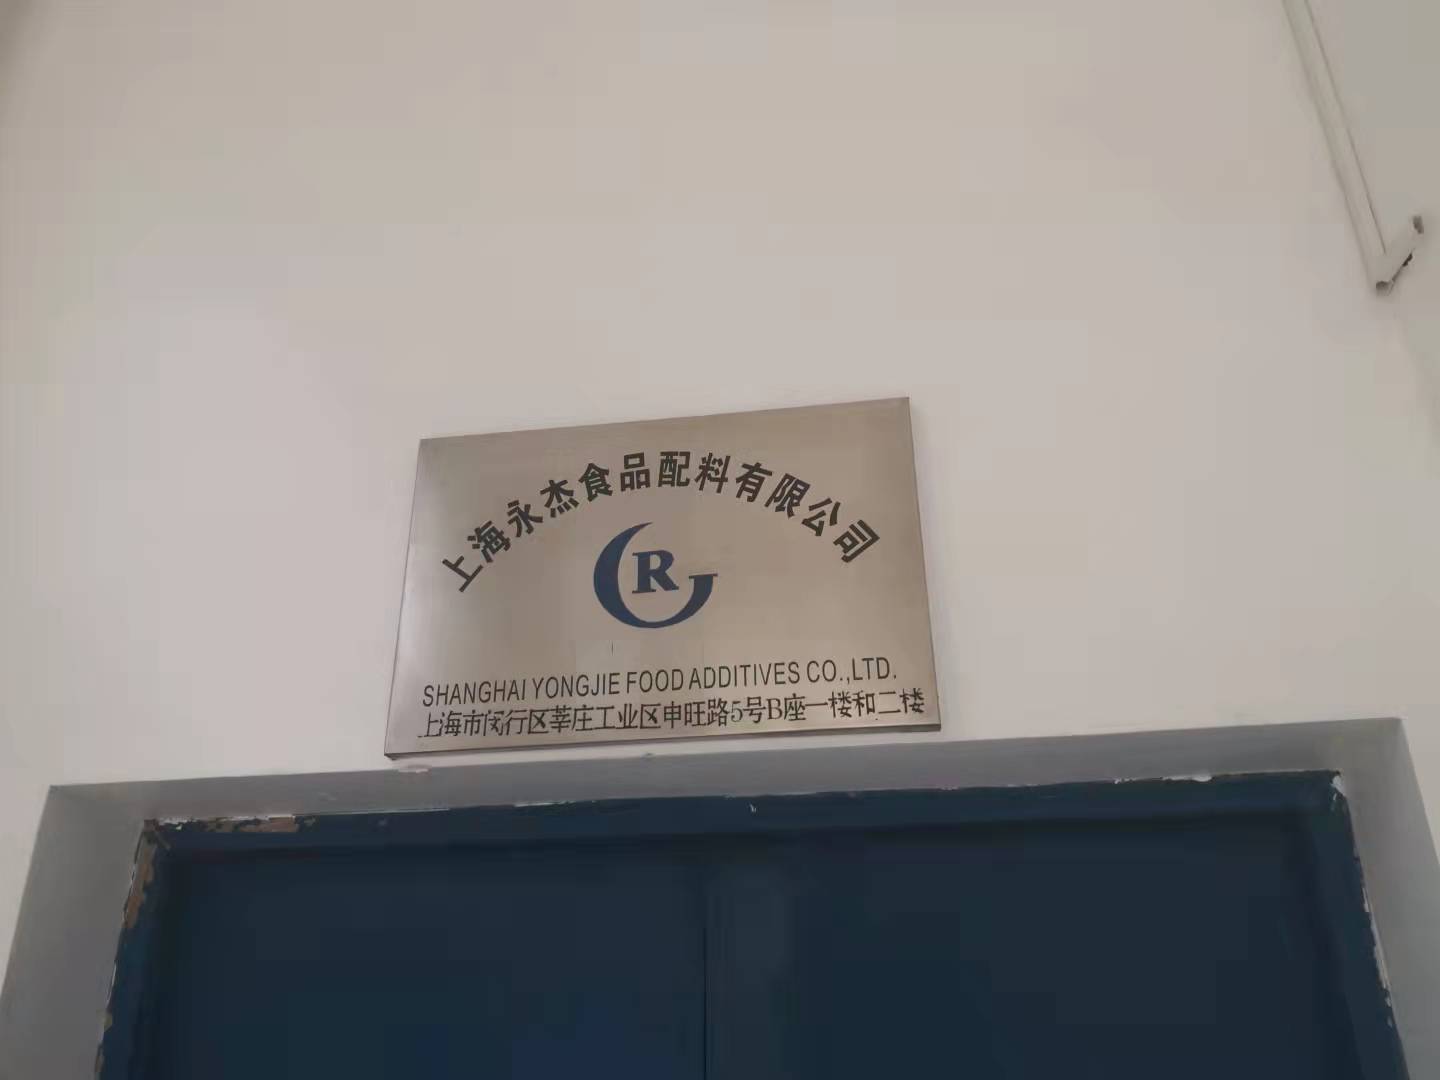 上海永杰食品配料有限公司
R
SHANGHAI YONGJIE FOOD ADDITIVES CO.,LTD.
上海市闵行区莘庄工业区申旺路5号B座一楼和二楼